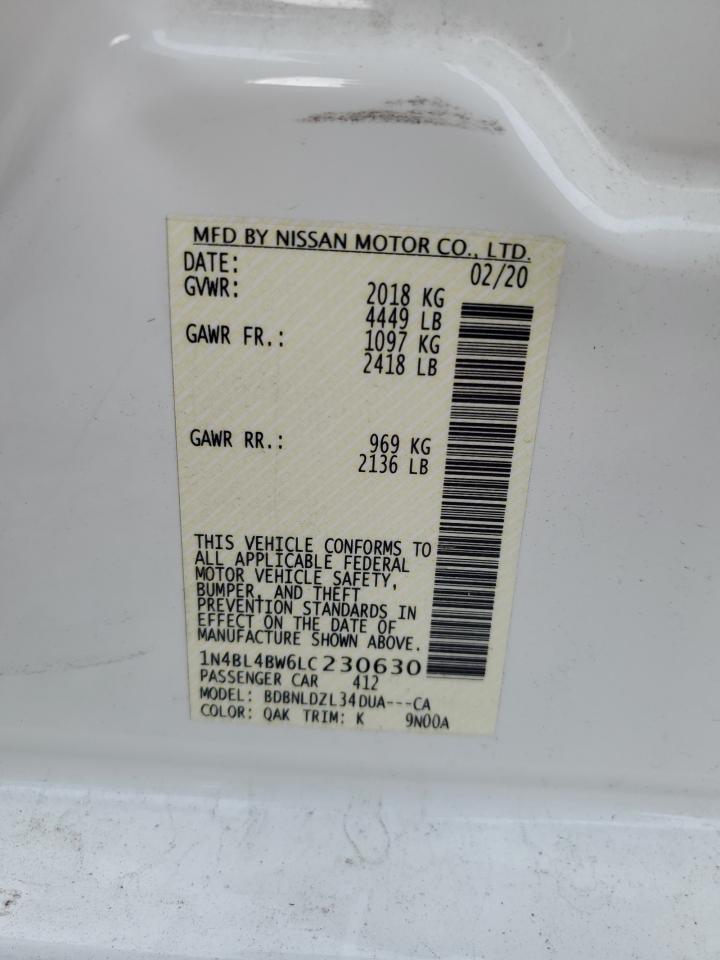 MFD BY NISSAN MOTOR CO., LTD.
DATE: 02/20
GVWR: 2018 KG
4449 LB
GAWR FR.: 1097 KG
2418 LB
GAWR RR.: 969 KG
2136 LB
THIS VEHICLE CONFORMS TO
ALL APPLICABLE FEDERAL
MOTOR VEHICLE SAFETY,
BUMPER, AND THEFT
PREVENTION STANDARDS IN
EFFECT ON THE DATE OF
MANUFACTURE SHOWN ABOVE.
1N4BL4BW6LC230630
PASSENGER CAR 412
MODEL: BDBNLDZL34DUA---CA
COLOR: QAK TRIM: K 9N00A